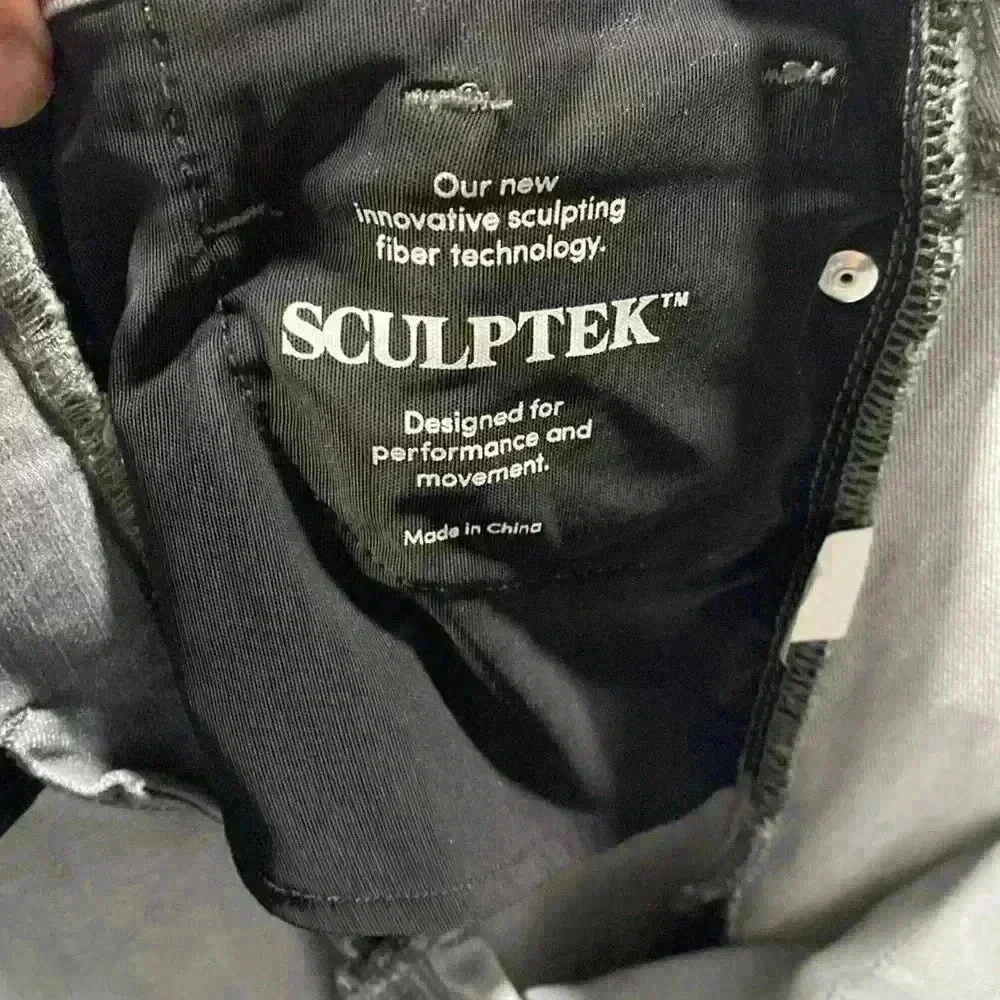 Our new
innovative sculpting
fiber technology.
SCULPTEK™
Designed for
performance and
movement.
Made in China